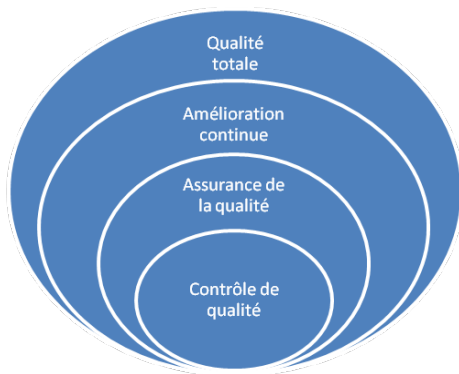 Qualité
totale
Amélioration
continue
Assurance de
la qualité
Contrôle de
qualité